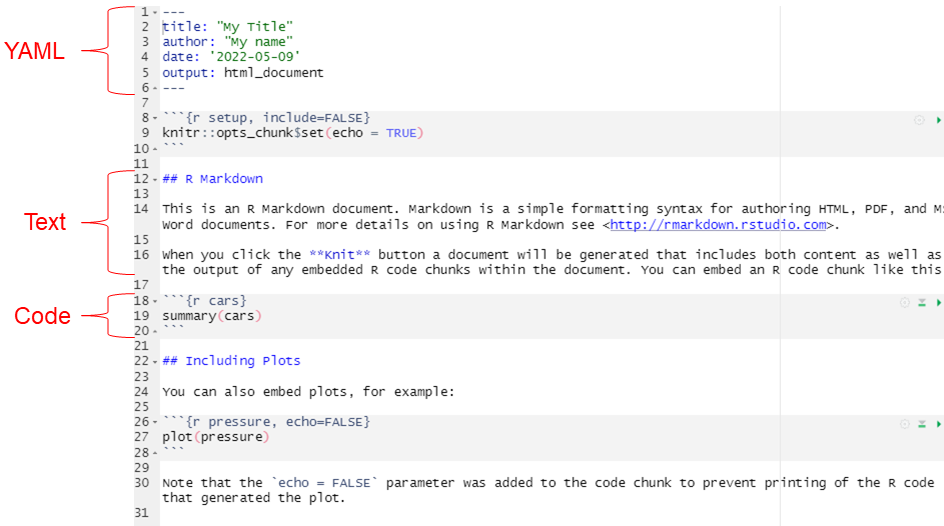 YAML
Text
Code
1 ---
2 title: "My Title"
3 author: "My name"
4 date: '2022-05-09'
5 output: html_document
6 ---
7
8 ```{r setup, include=FALSE}
9 knitr::opts_chunk$set(echo = TRUE)
10 ```
11
12 ## R Markdown
13
14 This is an R Markdown document. Markdown is a simple formatting syntax for authoring HTML, PDF, and
Word documents. For more details on using R Markdown see <http://rmarkdown.rstudio.com>.
15
16 When you click the **Knit** button a document will be generated that includes both content as well as
the output of any embedded R code chunks within the document. You can embed an R code chunk like this
17
18 ```{r cars}
19 summary(cars)
20 ```
21
22 ## Including Plots
23
24 You can also embed plots, for example:
25
26 ```{r pressure, echo=FALSE}
27 plot(pressure)
28 ```
29
30 Note that the `echo = FALSE` parameter was added to the code chunk to prevent printing of the R code
that generated the plot.
31